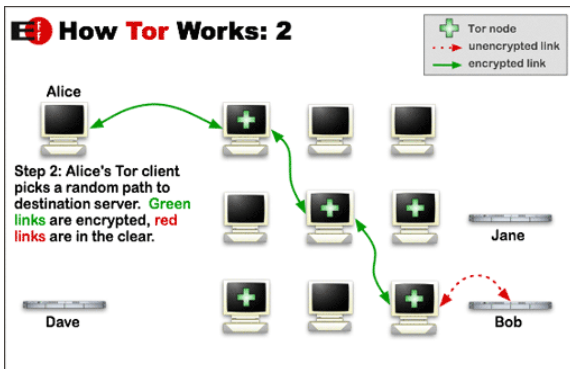 EFF How Tor Works: 2
Tor node
unencrypted link
encrypted link
Alice
Step 2: Alice's Tor client
picks a random path to
destination server. Green
links are encrypted, red
links are in the clear.
Jane
Dave
Bob